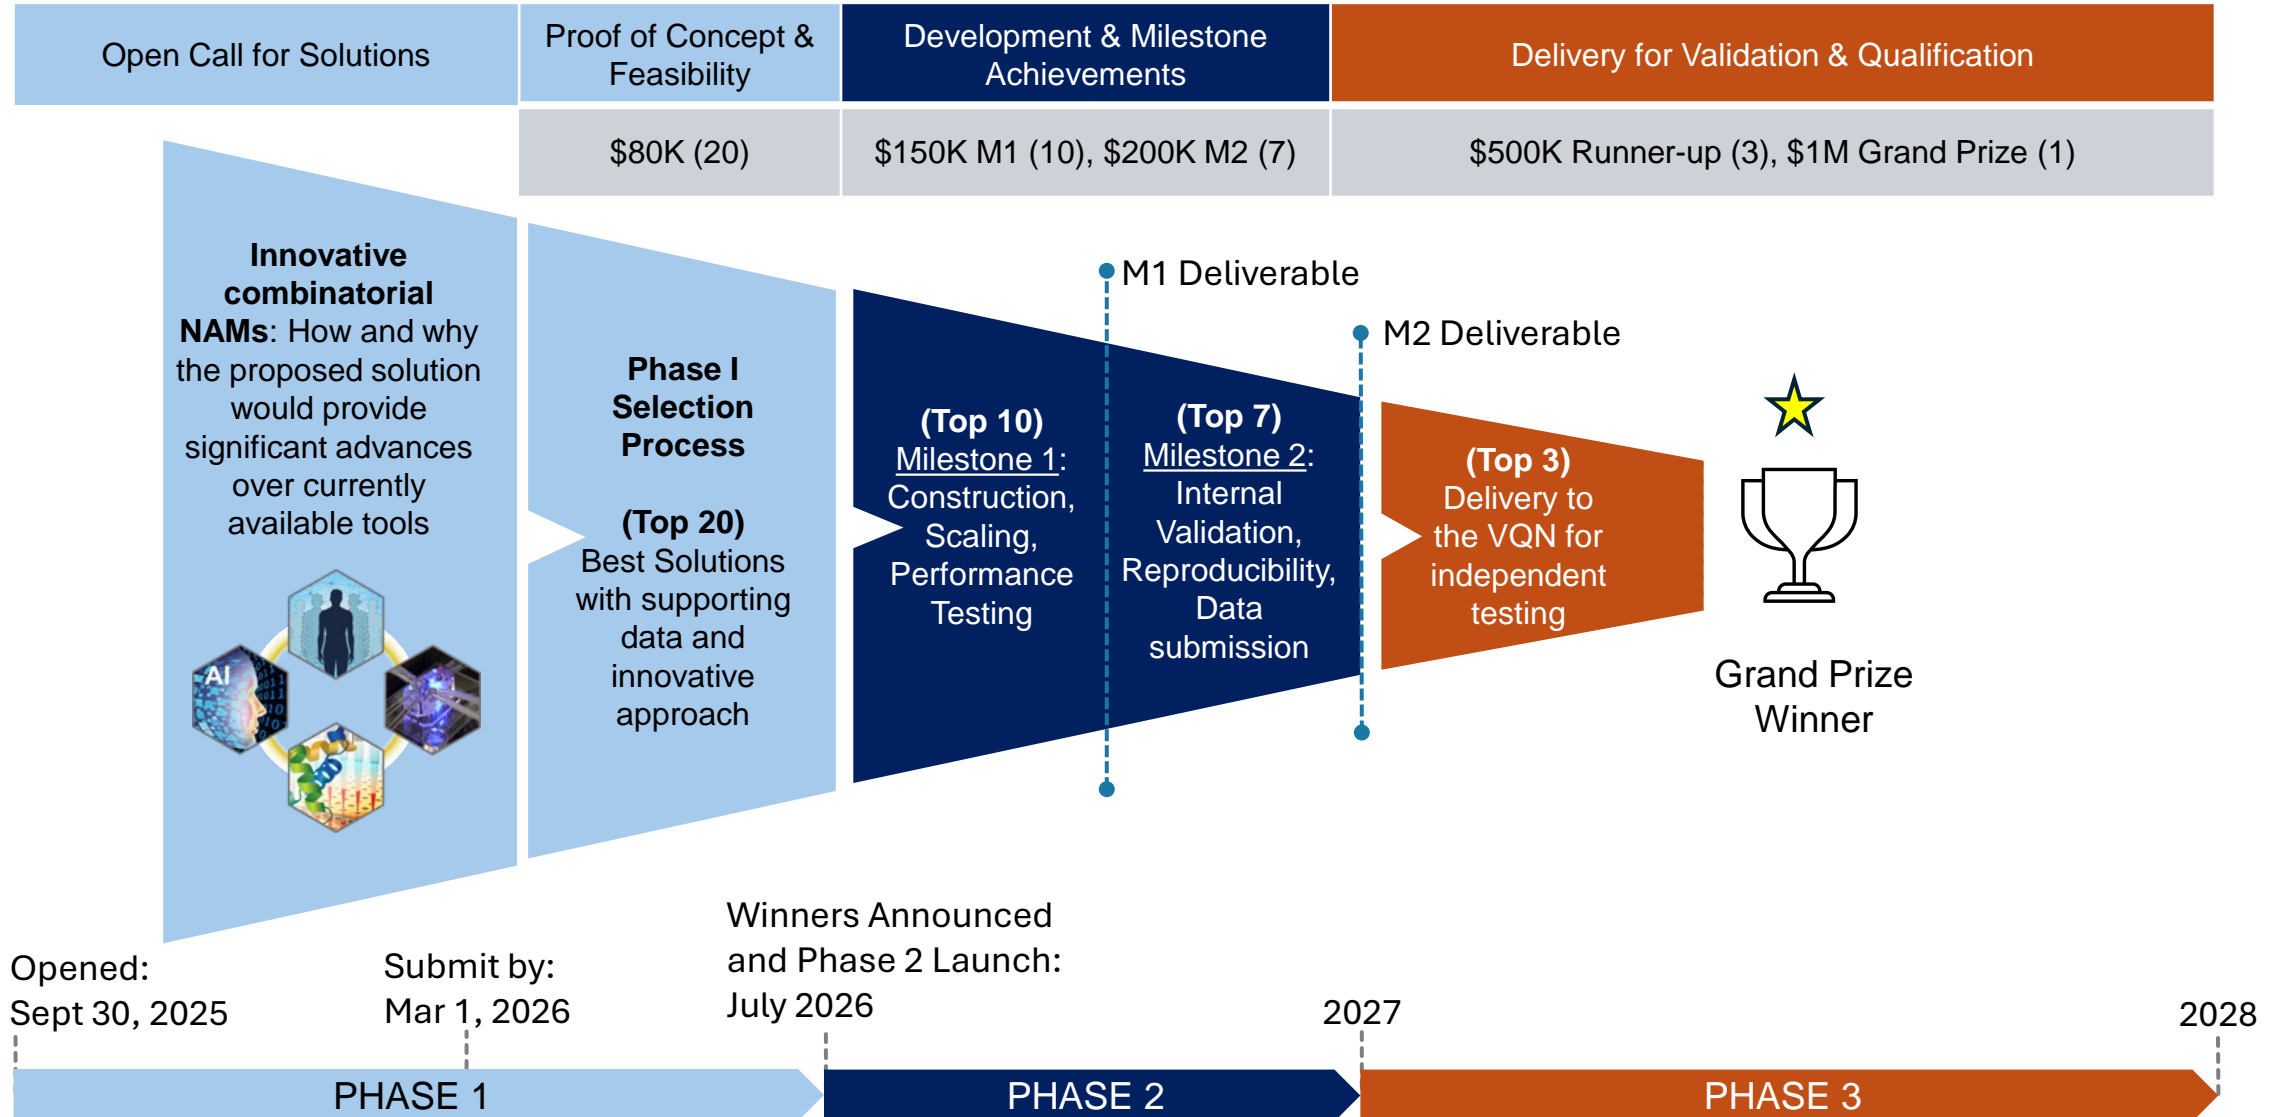 Open Call for Solutions
Proof of Concept &
Feasibility
Development & Milestone
Achievements
Delivery for Validation & Qualification
$80K (20)
$150K M1 (10), $200K M2 (7)
$500K Runner-up (3), $1M Grand Prize (1)
Innovative
combinatorial
NAMs: How and why
the proposed solution
would provide
significant advances
over currently
available tools
AI
Phase I
Selection
Process
(Top 20)
Best Solutions
with supporting
data and
innovative
approach
M1 Deliverable
M2 Deliverable
(Top 10)
Milestone 1:
Construction,
Scaling,
Performance
Testing
(Top 7)
Milestone 2:
Internal
Validation,
Reproducibility,
Data
submission
(Top 3)
Delivery to
the VQN for
independent
testing
Grand Prize
Winner
Opened:
Sept 30, 2025
Submit by:
Mar 1, 2026
Winners Announced
and Phase 2 Launch:
July 2026
2027
2028
PHASE 1
PHASE 2
PHASE 3